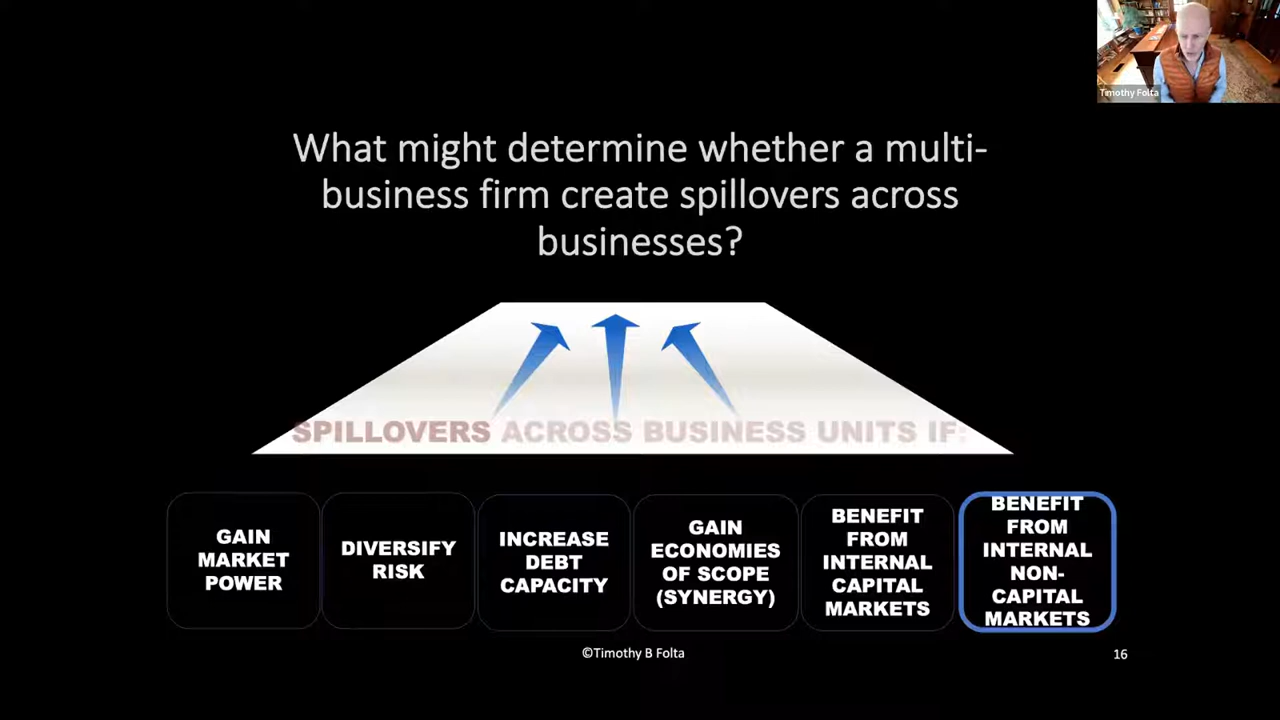 Timothy Folta
What might determine whether a multi-
business firm create spillovers across
businesses?
SPILLOVERS ACROSS BUSINESS UNITS IF:
GAIN
MARKET
POWER
DIVERSIFY
RISK
INCREASE
DEBT
CAPACITY
GAIN
ECONOMIES
OF SCOPE
(SYNERGY)
BENEFIT
FROM
INTERNAL
CAPITAL
MARKETS
BENEFIT
FROM
INTERNAL
NON-
CAPITAL
MARKETS
©Timothy B Folta
16